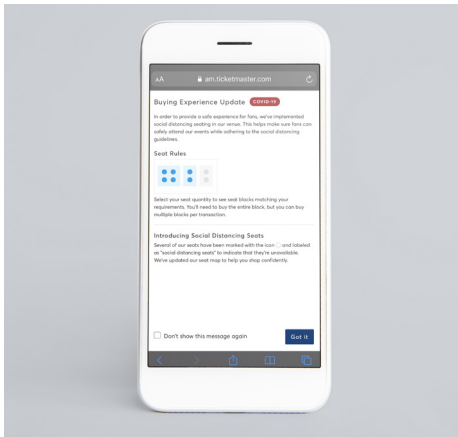 AA am.ticketmaster.com
Buying Experience Update COVID-19
In order to provide a safe experience for fans, we've implemented
social distancing seating in our venue. This helps make sure fans can
safely attend our events while adhering to the social distancing
guidelines.
Seat Rules
Select your seat quantity to see seat blocks matching your
requirements. You'll need to buy the entire block, but you can buy
multiple blocks per transaction.
Introducing Social Distancing Seats
Several of our seats have been marked with the icon and labeled
as "social distancing seats" to indicate that they're unavailable.
We've updated our seat map to help you shop confidently.
Don't show this message again
Got it